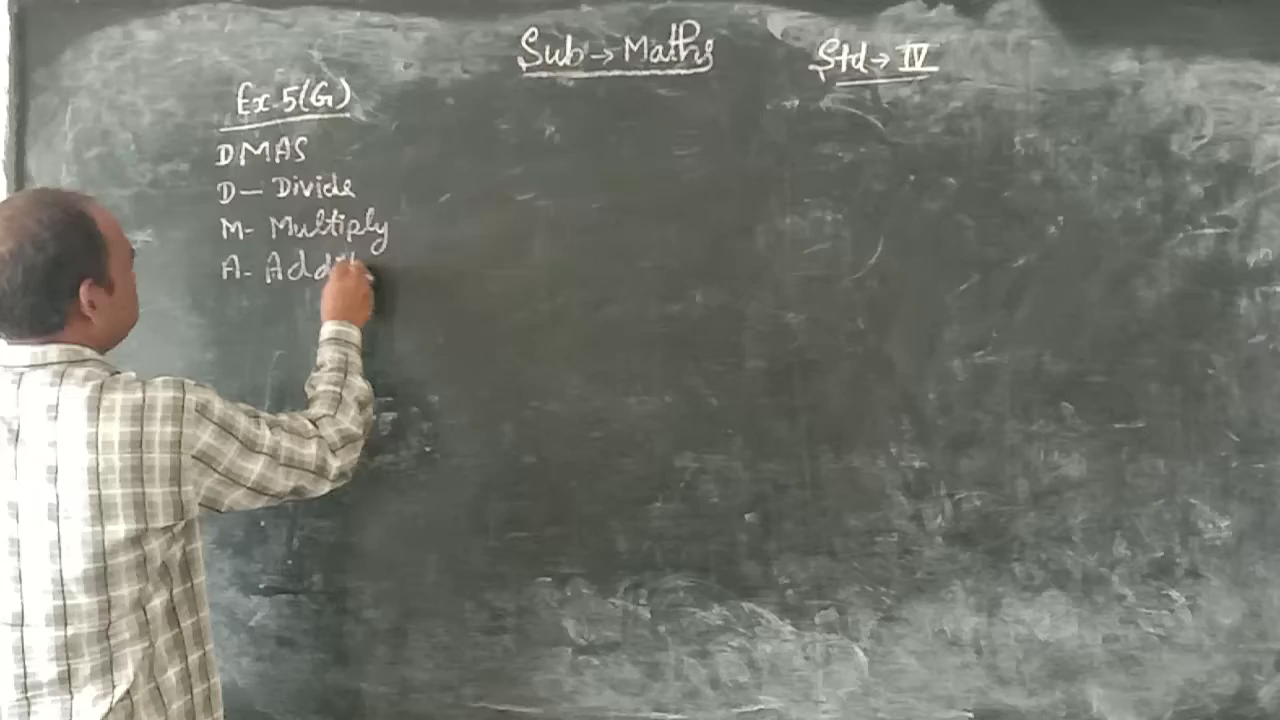 Sub → Maths Std → IV
Ex. 5(G)
DMAS
D - Divide
M - Multiply
A -